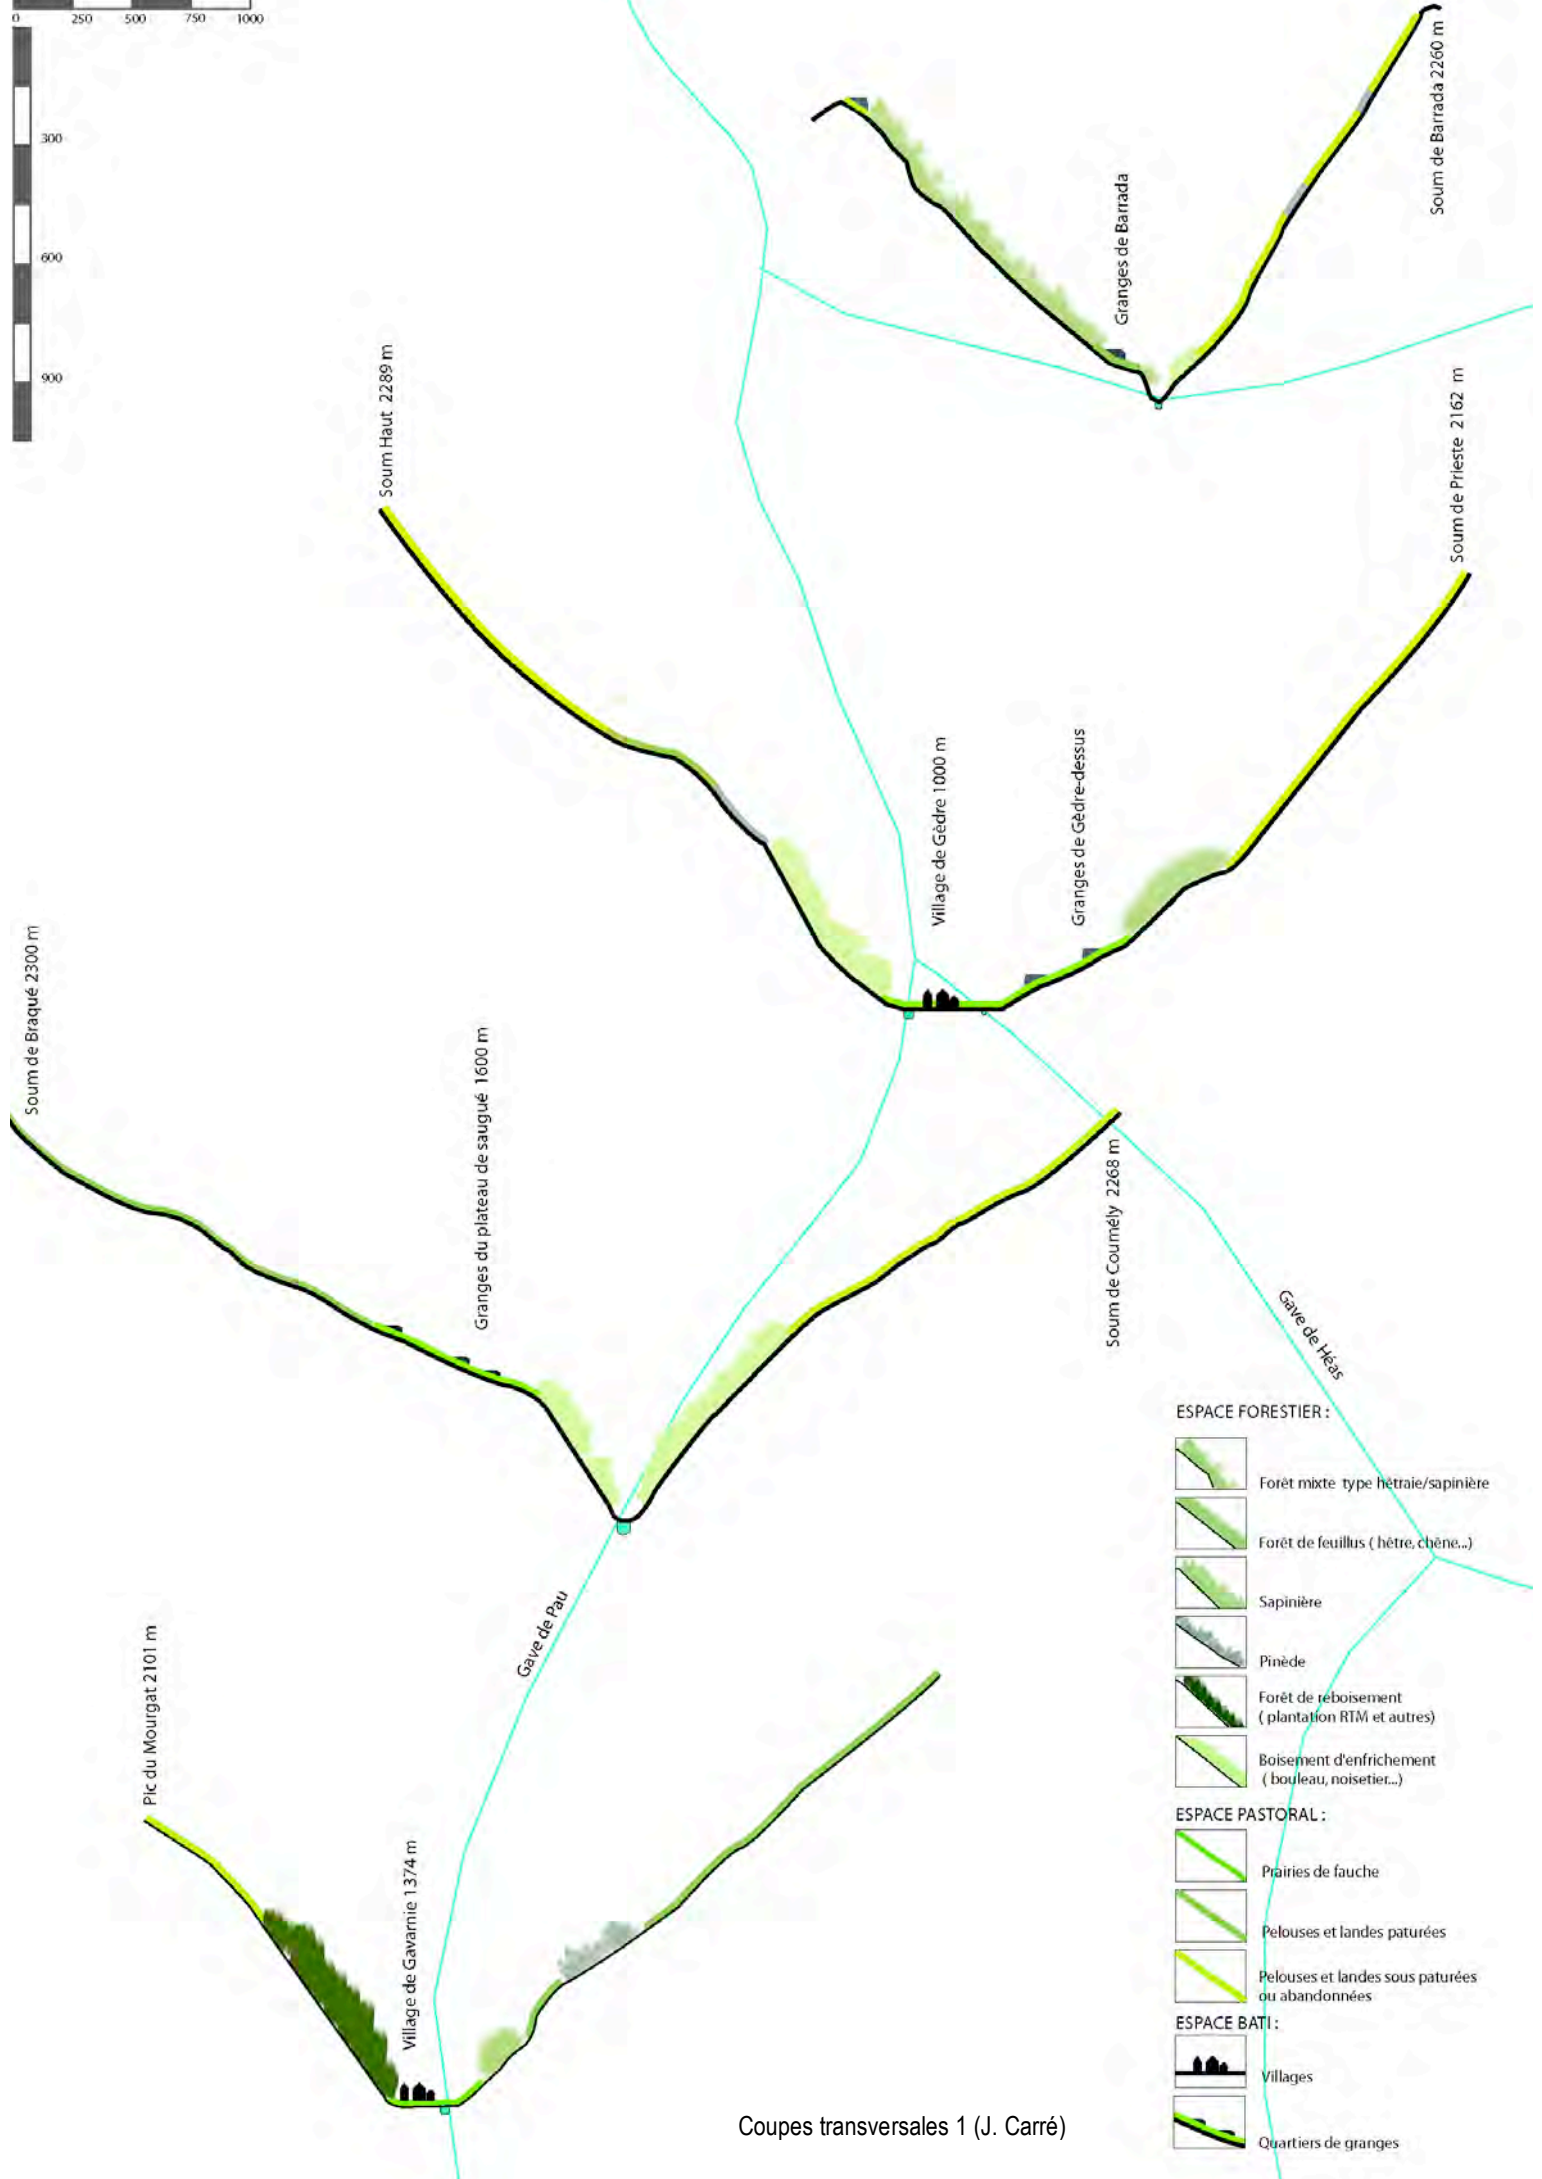 0 250 500 750 1000
300
600
900
Soum de Barrada 2260 m
Granges de Barrada
Soum Haut 2289 m
Soum de Prieste 2162 m
Village de Gèdre 1000 m
Granges de Gèdre-dessus
Soum de Braqué 2300 m
Granges du plateau de saugué 1600 m
Soum de Coumély 2268 m
Gave de Héas
Gave de Pau
Pic du Mourgat 2101 m
Village de Gavarnie 1374 m
ESPACE FORESTIER :
Forêt mixte type hêtraie/sapinière
Forêt de feuillus ( hêtre, chêne...)
Sapinière
Pinède
Forêt de reboisement
( plantation RTM et autres)
Boisement d'enfrichement
( bouleau, noisetier...)
ESPACE PASTORAL :
Prairies de fauche
Pelouses et landes paturées
Pelouses et landes sous paturées
ou abandonnées
ESPACE BATI :
Villages
Quartiers de granges
Coupes transversales 1 (J. Carré)